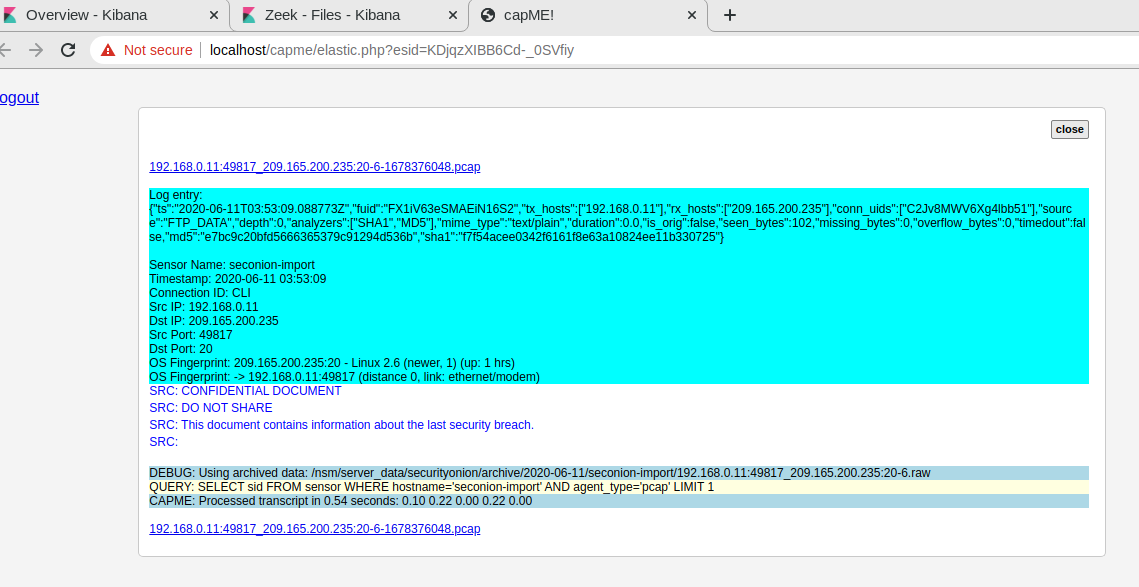 Overview - Kibana
Zeek - Files - Kibana
capME!
Not secure
localhost/capme/elastic.php?esid=KDjqzXIBB6Cd-_0SVfiy
ogout
close
192.168.0.11:49817_209.165.200.235:20-6-1678376048.pcap
Log entry:
{"ts":"2020-06-11T03:53:09.088773Z","fuid":"FX1iV63eSMAEiN16S2","tx_hosts":["192.168.0.11"],"rx_hosts":["209.165.200.235"],"conn_uids":["C2Jv8MWV6Xg4lbb51"],"sourc
e":"FTP_DATA","depth":0,"analyzers":["SHA1","MD5"],"mime_type":"text/plain","duration":0.0,"is_orig":false,"seen_bytes":102,"missing_bytes":0,"overflow_bytes":0,"timedout":fal
se,"md5":"e7bc9c20bfd5666365379c91294d536b","sha1":"f7f54acee0342f6161f8e63a10824ee11b330725"}
Sensor Name: seconion-import
Timestamp: 2020-06-11 03:53:09
Connection ID: CLI
Src IP: 192.168.0.11
Dst IP: 209.165.200.235
Src Port: 49817
Dst Port: 20
OS Fingerprint: 209.165.200.235:20 - Linux 2.6 (newer, 1) (up: 1 hrs)
OS Fingerprint: -> 192.168.0.11:49817 (distance 0, link: ethernet/modem)
SRC: CONFIDENTIAL DOCUMENT
SRC: DO NOT SHARE
SRC: This document contains information about the last security breach.
SRC:
DEBUG: Using archived data: /nsm/server_data/securityonion/archive/2020-06-11/seconion-import/192.168.0.11:49817_209.165.200.235:20-6.raw
QUERY: SELECT sid FROM sensor WHERE hostname='seconion-import' AND agent_type='pcap' LIMIT 1
CAPME: Processed transcript in 0.54 seconds: 0.10 0.22 0.00 0.22 0.00
192.168.0.11:49817_209.165.200.235:20-6-1678376048.pcap